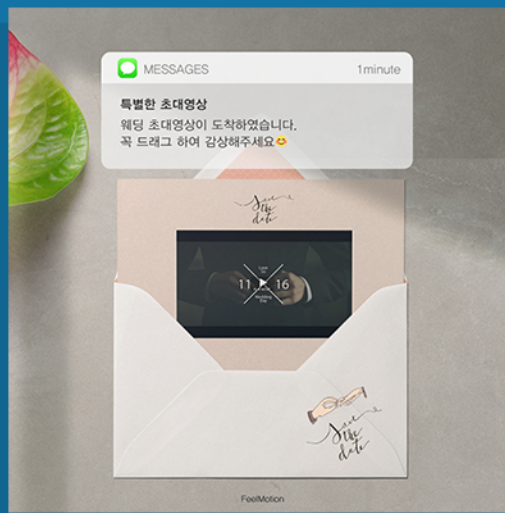 MESSAGES 1minute
특별한 초대영상
웨딩 초대영상이 도착하였습니다.
꼭 드래그 하여 감상해주세요😊
Save
the
date
11 16
Wedding
Day
Save
the
date
FeelMotion